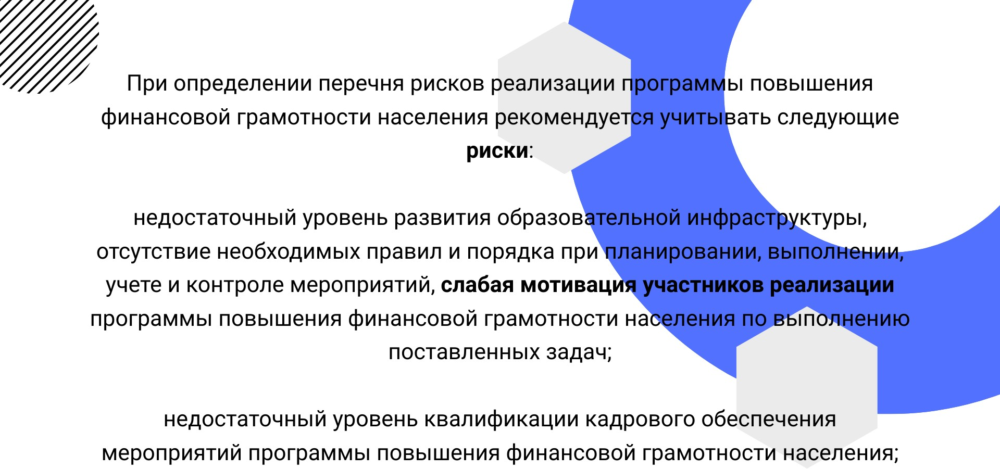 При определении перечня рисков реализации программы повышения
финансовой грамотности населения рекомендуется учитывать следующие
риски:
недостаточный уровень развития образовательной инфраструктуры,
отсутствие необходимых правил и порядка при планировании, выполнении,
учете и контроле мероприятий, слабая мотивация участников реализации
программы повышения финансовой грамотности населения по выполнению
поставленных задач;
недостаточный уровень квалификации кадрового обеспечения
мероприятий программы повышения финансовой грамотности населения;